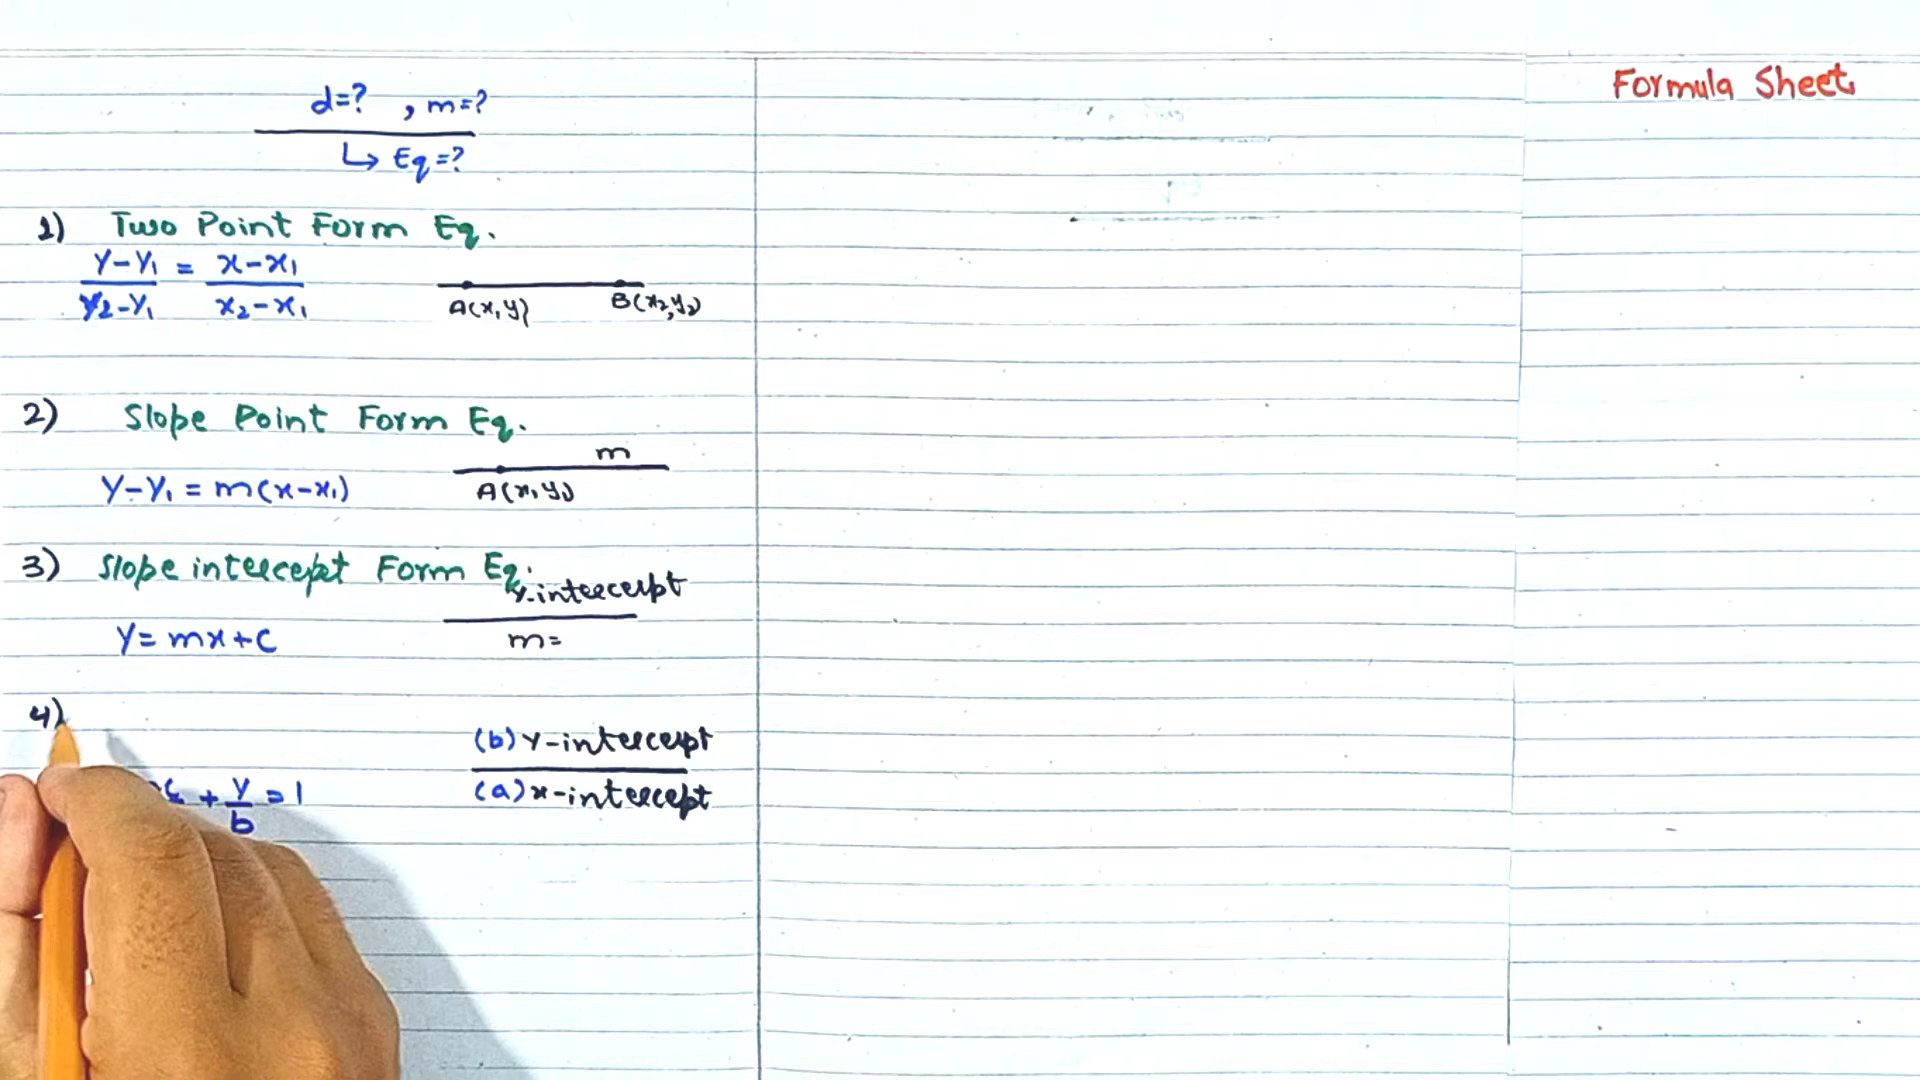 Formula Sheet
d=? , m=?
↳ Eq=?
1) Two Point Form Eq.
y-y₁ = x-x₁
y₂-y₁ x₂-x₁
A(x,y) B(x₂,y₂)
2) Slope Point Form Eq.
m
y-y₁ = m(x-x₁)
A(x₁,y₁)
3) Slope intercept Form Eq.
y-intercept
y=mx+c
m=
4)
(b) y-intercept
+ y = 1
b
(a) x-intercept